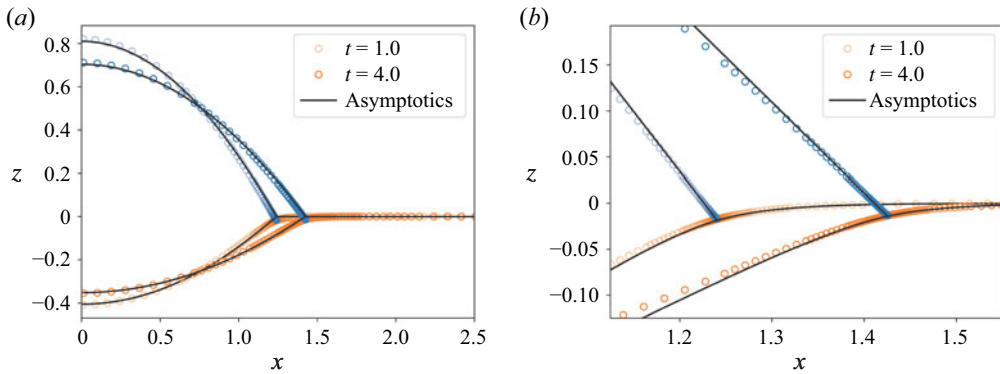 (a)
0.8
0.6
0.4
0.2
0
−0.2
−0.4
z
0
0.5
1.0
1.5
2.0
2.5
x
t = 1.0
t = 4.0
Asymptotics
(b)
0.15
0.10
0.05
0
−0.05
−0.10
z
1.2
1.3
1.4
1.5
x
t = 1.0
t = 4.0
Asymptotics